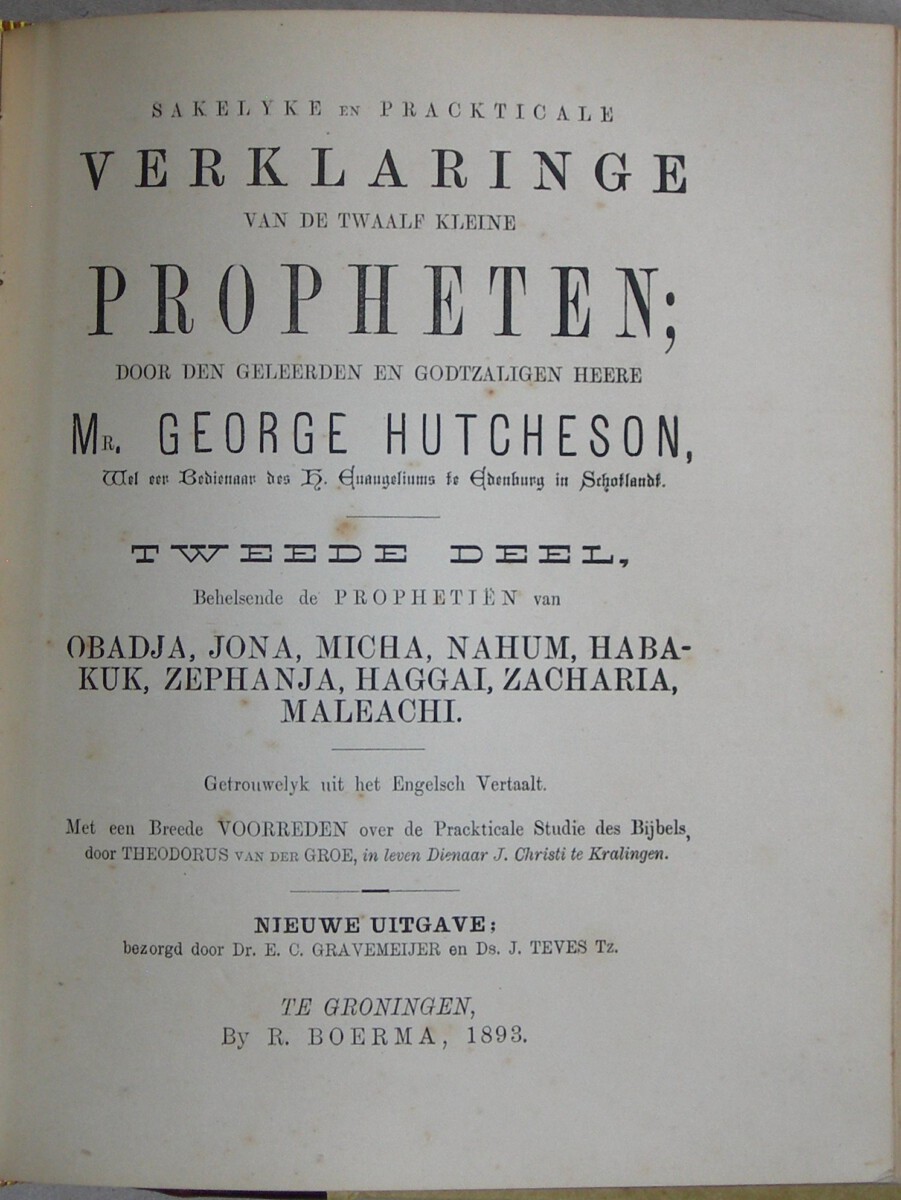 SAKELYKE EN PRACKTICALE
VERKLARINGE
VAN DE TWAALF KLEINE
PROPHETEN;
DOOR DEN GELEERDEN EN GODTZALIGEN HEERE
MR. GEORGE HUTCHESON,
Wel eer Bedienaar des H. Euangeliums te Edenburg in Schotlandt.
TWEEDE DEEL,
Behelsende de PROPHETIËN van
OBADJA, JONA, MICHA, NAHUM, HABA-
KUK, ZEPHANJA, HAGGAI, ZACHARIA,
MALEACHI.
Getrouwelyk uit het Engelsch Vertaalt.
Met een Breede VOORREDEN over de Prackticale Studie des Bijbels,
door THEODORUS VAN DER GROE, in leven Dienaar J. Christi te Kralingen.
NIEUWE UITGAVE;
bezorgd door Dr. E. C. GRAVEMEIJER en Ds. J. TEVES Tz.
TE GRONINGEN,
By R. BOERMA, 1893.